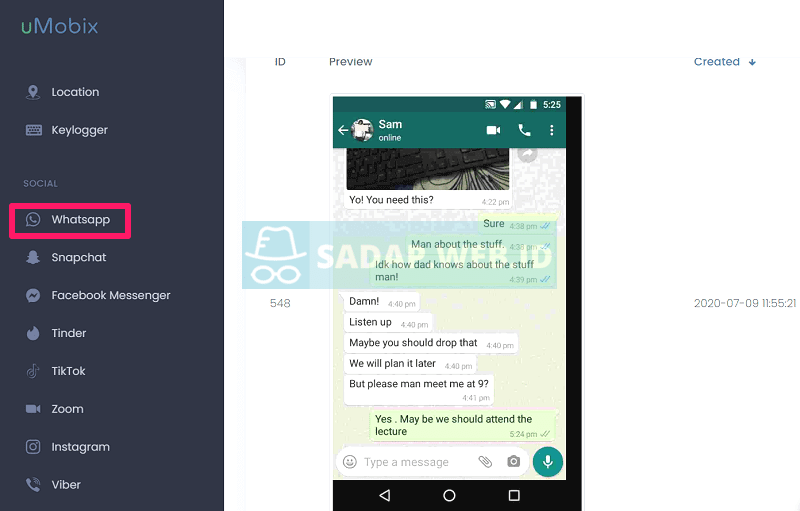 uMobix
ID Preview Created
Location
Keylogger
SOCIAL
Whatsapp
Snapchat
Facebook Messenger
Tinder
TikTok
Zoom
Instagram
Viber
548
5:25
Sam
online
Yo! You need this?
4:22 pm
Sure 4:38 pm
Man about the stuff. 4:38 pm
Idk how dad knows about the stuff
man! 4:39 pm
Damn! 4:40 pm
Listen up 4:40 pm
Maybe you should drop that 4:40 pm
We will plan it later 4:40 pm
But please man meet me at 9?
4:41 pm
Yes . May be we should attend the
lecture 5:24 pm
Type a message
2020-07-09 11:55:21
SADAP WEB ID